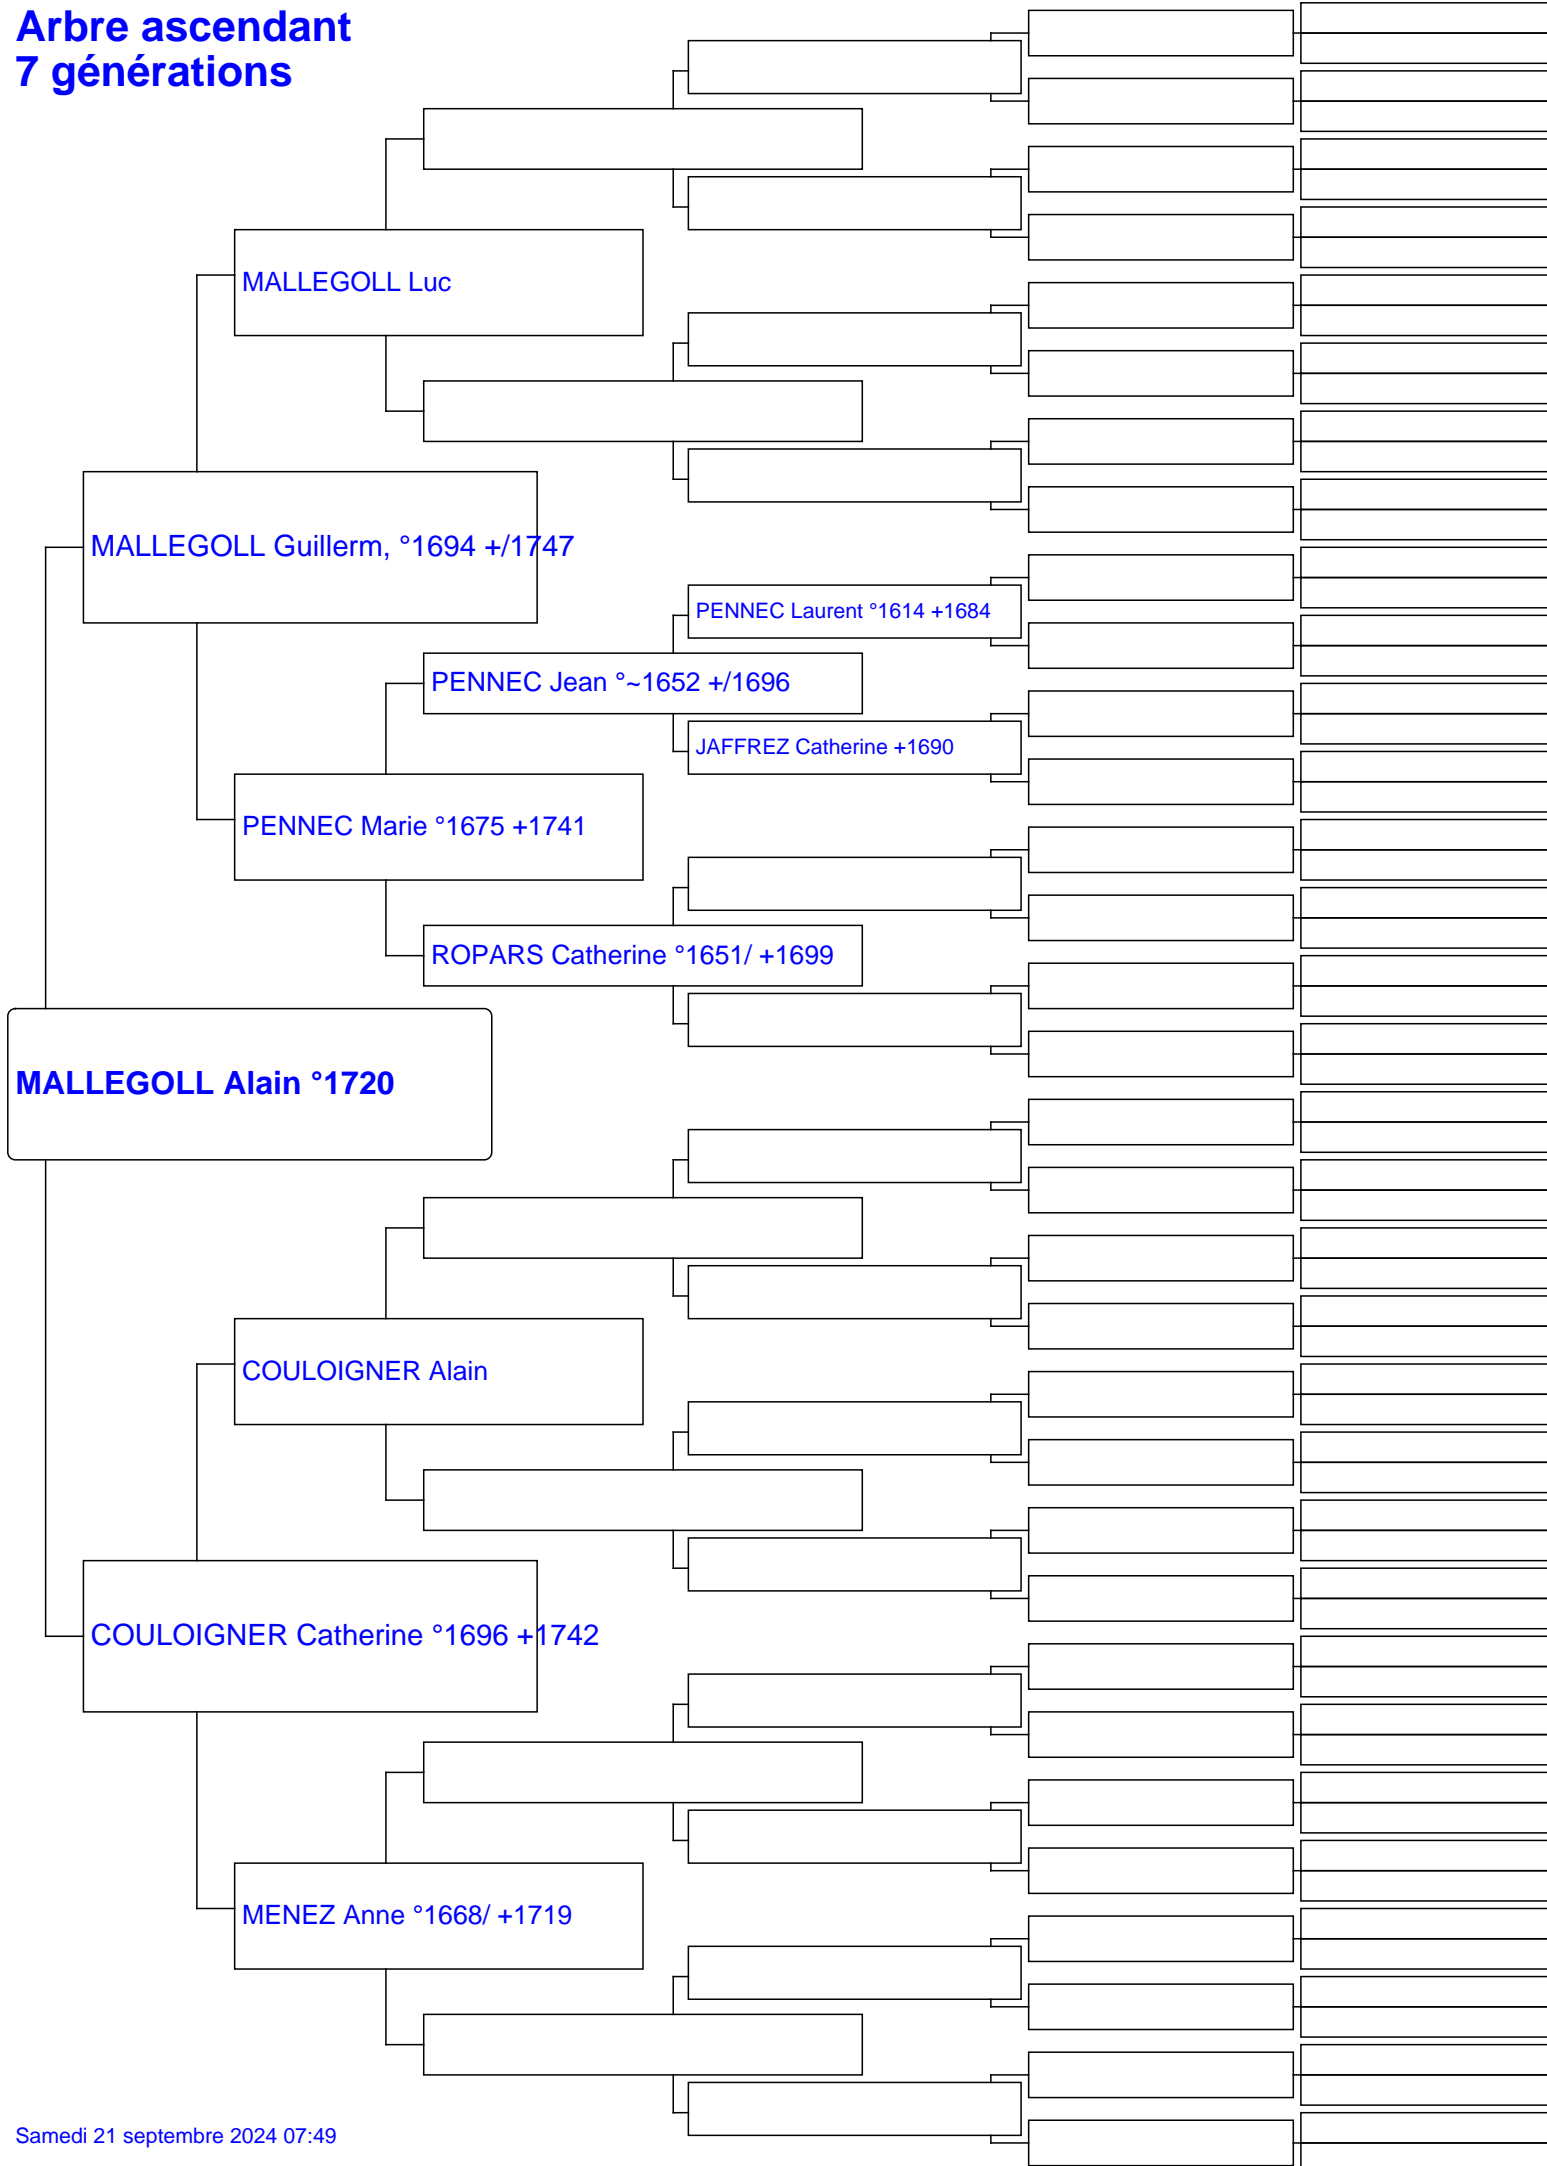 Arbre ascendant
7 générations
MALLEGOLL Luc
MALLEGOLL Guillerm, °1694 +/1747
PENNEC Laurent °1614 +1684
PENNEC Jean °~1652 +/1696
JAFFREZ Catherine +1690
PENNEC Marie °1675 +1741
ROPARS Catherine °1651/ +1699
MALLEGOLL Alain °1720
COULOIGNER Alain
COULOIGNER Catherine °1696 +1742
MENEZ Anne °1668/ +1719
Samedi 21 septembre 2024 07:49